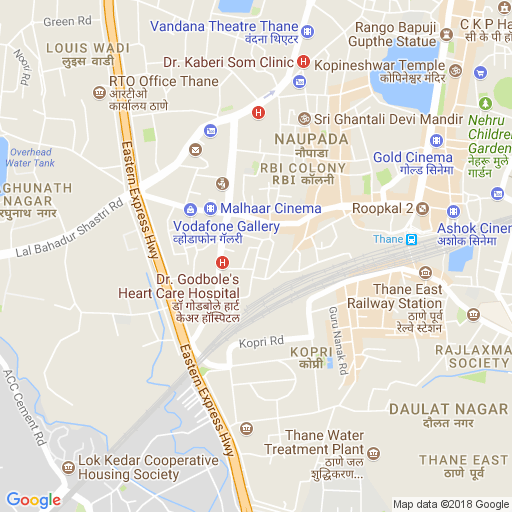 Green Rd
Vandana Theatre Thane
वंदना थिएटर
Rango Bapuji
Gupthe Statue
C K P Ha
सी के पी हॉ
LOUIS WADI
लुइस वाडी
Noori Rd
Dr. Kaberi Som Clinic
Kopineshwar Temple
कोपिनेश्वर मंदिर
RTO Office Thane
आरटीओ
कार्यालय ठाणे
Sri Ghantali Devi Mandir
Nehru
Children
Garden
नेहरू मुले
गार्डन
NAUPADA
नौपाडा
Overhead
Water Tank
Eastern Express Hwy
RBI COLONY
RBI कॉलनी
Gold Cinema
गोल्ड सिनेमा
GHUNATH
NAGAR
रघुनाथ नगर
Lal Bahadur Shastri Rd
Malhaar Cinema
Roopkal 2
Vodafone Gallery
व्होडाफोन गॅलरी
Thane
Ashok Cinem
अशोक सिनेमा
Dr. Godbole's
Heart Care Hospital
डॉ गोडबोले हार्ट
केअर हॉस्पिटल
Thane East
Railway Station
ठाणे पूर्व
रेल्वे स्टेशन
Guru Nanak Rd
Kopri Rd
KOPRI
कोप्री
RAJLAXMI
SOCIETY
Eastern Express Hwy
ACC Cement Rd
DAULAT NAGAR
दौलत नगर
Thane Water
Treatment Plant
ठाणे जल
शुद्धिकरण...
Lok Kedar Cooperative
Housing Society
THANE EAST
ठाणे पूर्व
Google
Map data ©2018 Google